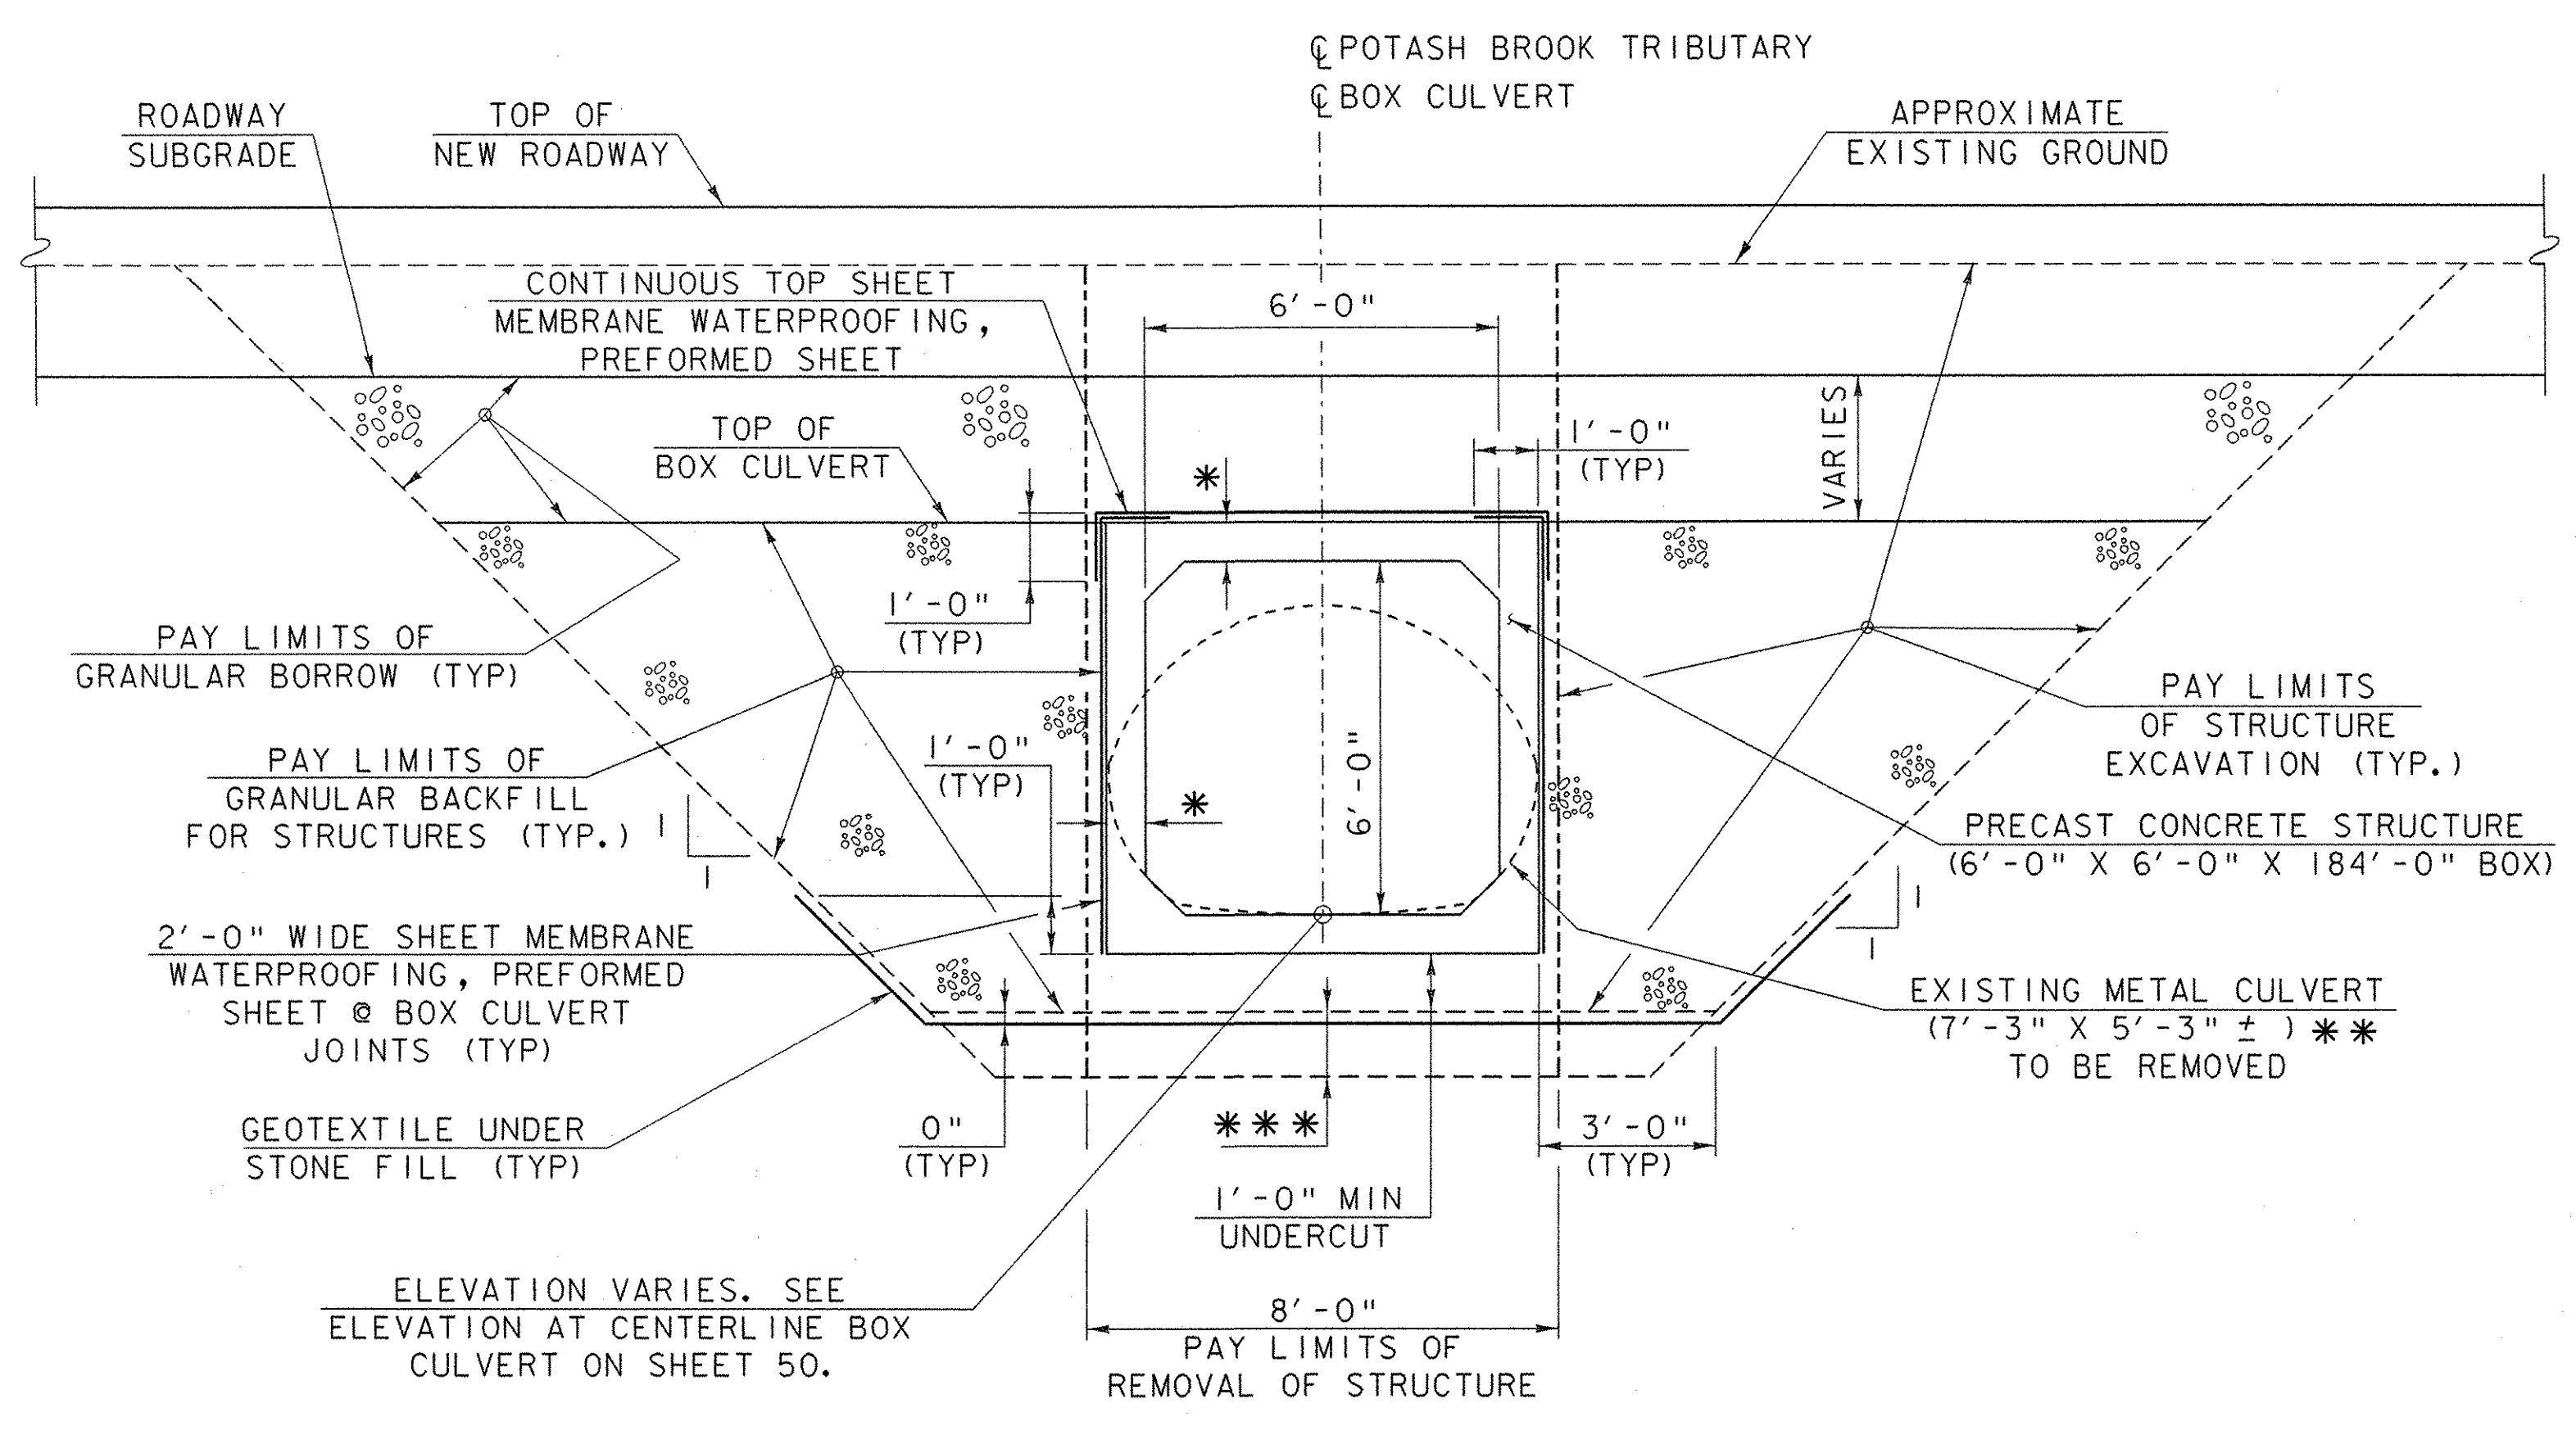 ℄ POTASH BROOK TRIBUTARY
℄ BOX CULVERT
ROADWAY
SUBGRADE
TOP OF
NEW ROADWAY
APPROXIMATE
EXISTING GROUND
CONTINUOUS TOP SHEET
MEMBRANE WATERPROOFING,
PREFORMED SHEET
6'-0"
TOP OF
BOX CULVERT
*
1'-0"
(TYP)
VARIES
1'-0"
(TYP)
PAY LIMITS OF
GRANULAR BORROW (TYP)
PAY LIMITS
OF STRUCTURE
EXCAVATION (TYP.)
PAY LIMITS OF
GRANULAR BACKFILL
FOR STRUCTURES (TYP.)
1
1
1'-0"
(TYP)
*
6'-0"
PRECAST CONCRETE STRUCTURE
(6'-0" X 6'-0" X 184'-0" BOX)
1
1
2'-0" WIDE SHEET MEMBRANE
WATERPROOFING, PREFORMED
SHEET @ BOX CULVERT
JOINTS (TYP)
EXISTING METAL CULVERT
(7'-3" X 5'-3" ± ) * *
TO BE REMOVED
GEOTEXTILE UNDER
STONE FILL (TYP)
0"
(TYP)
* * *
3'-0"
(TYP)
1'-0" MIN
UNDERCUT
ELEVATION VARIES. SEE
ELEVATION AT CENTERLINE BOX
CULVERT ON SHEET 50.
8'-0"
PAY LIMITS OF
REMOVAL OF STRUCTURE